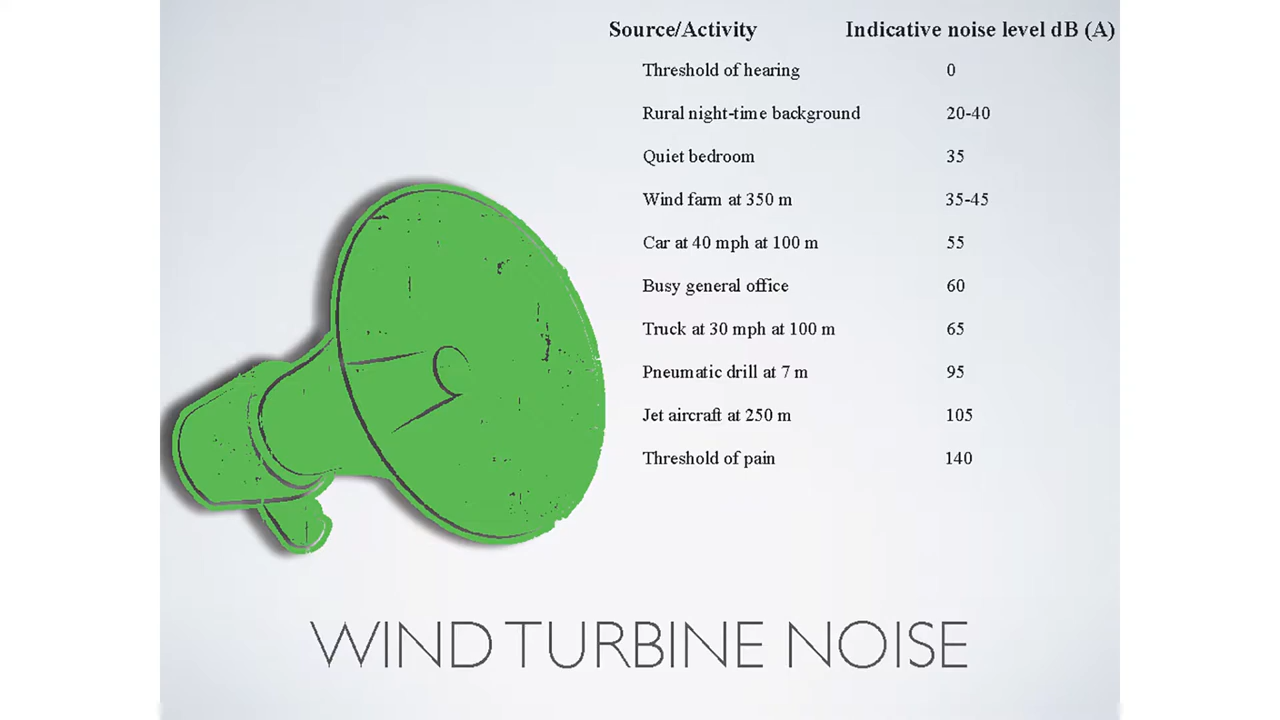 Source/Activity Indicative noise level dB (A)
Threshold of hearing 0
Rural night-time background 20-40
Quiet bedroom 35
Wind farm at 350 m 35-45
Car at 40 mph at 100 m 55
Busy general office 60
Truck at 30 mph at 100 m 65
Pneumatic drill at 7 m 95
Jet aircraft at 250 m 105
Threshold of pain 140
WIND TURBINE NOISE